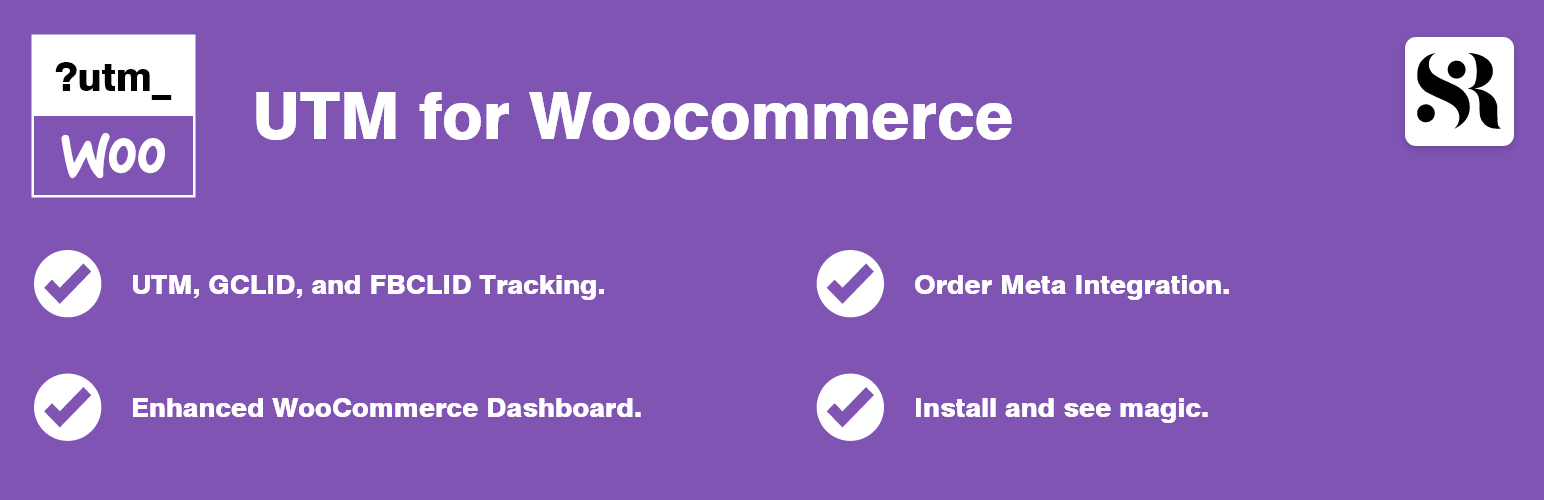 ?utm_
Woo
UTM for Woocommerce
SR
UTM, GCLID, and FBCLID Tracking.
Order Meta Integration.
Enhanced WooCommerce Dashboard.
Install and see magic.